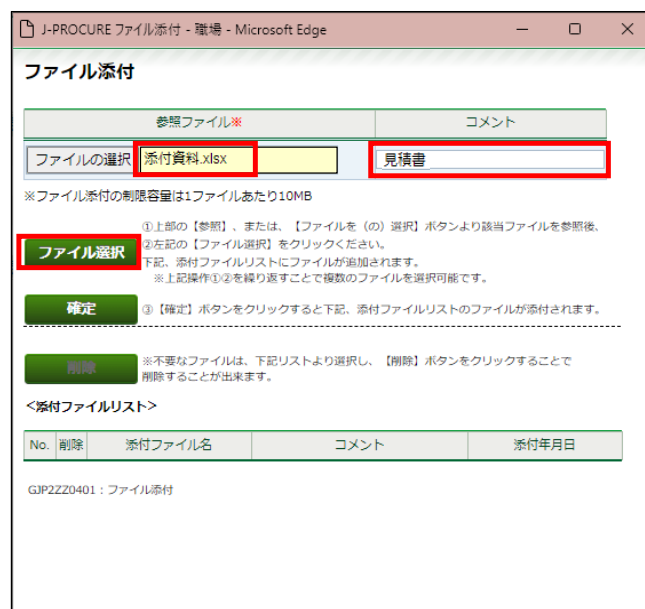 J-PROCURE ファイル添付 - 職場 - Microsoft Edge
ファイル添付
参照ファイル※ コメント
ファイルの選択 添付資料.xlsx 見積書
※ファイル添付の制限容量は1ファイルあたり10MB
①上部の【参照】、または、【ファイルを（の）選択】ボタンより該当ファイルを参照後、
ファイル選択 ②左記の【ファイル選択】をクリックください。
下記、添付ファイルリストにファイルが追加されます。
※上記操作①②を繰り返すことで複数のファイルを選択可能です。
確定 ③【確定】ボタンをクリックすると下記、添付ファイルリストのファイルが添付されます。
削除 ※不要なファイルは、下記リストより選択し、【削除】ボタンをクリックすることで
削除することが出来ます。
<添付ファイルリスト>
No. 削除 添付ファイル名 コメント 添付年月日
GJP2ZZ0401：ファイル添付